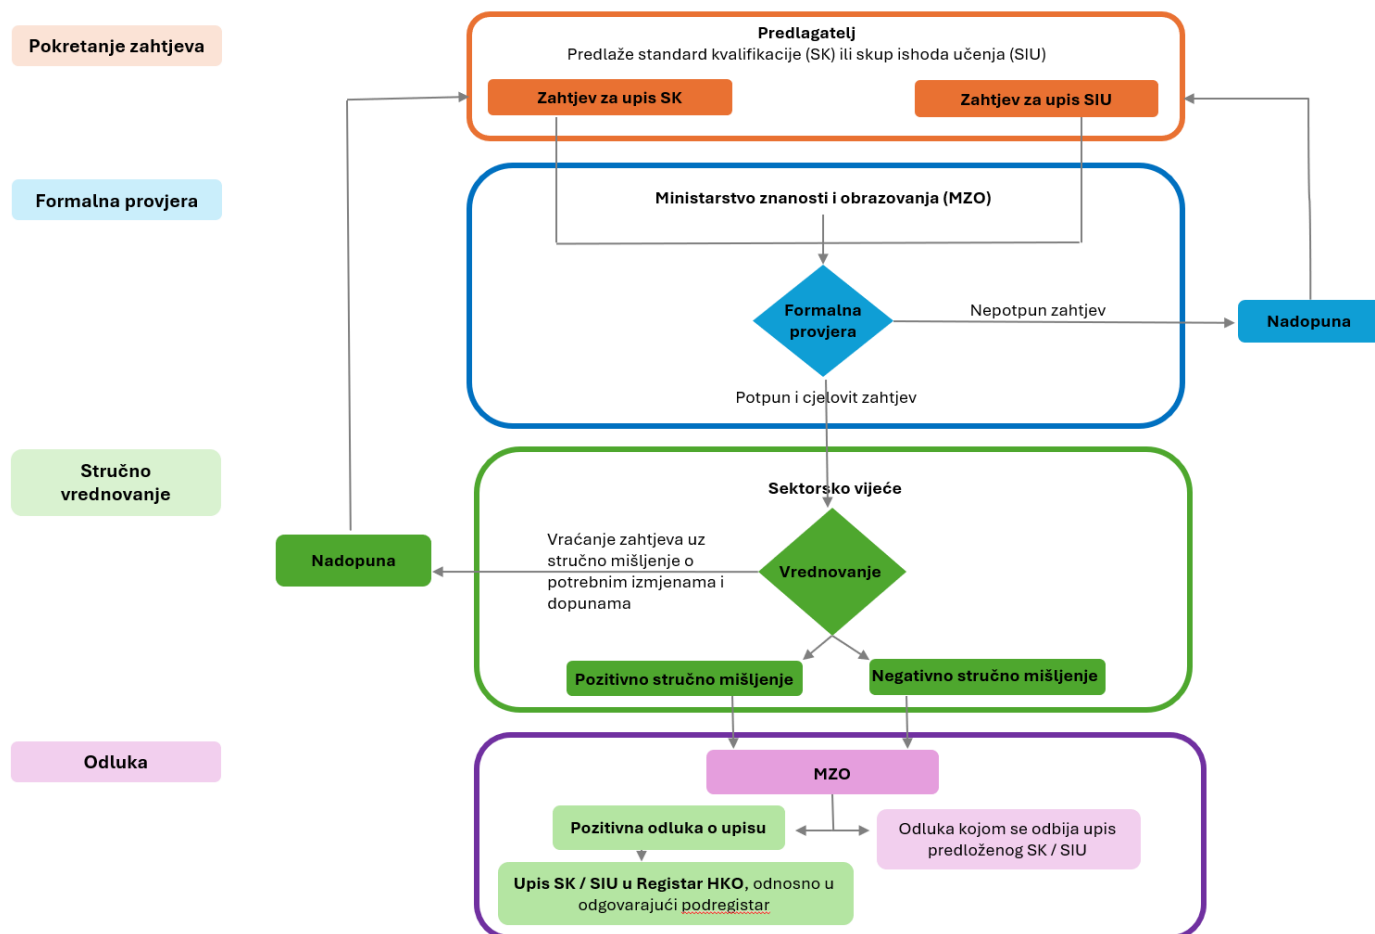 Pokretanje zahtjeva
Predlagatelj
Predlaže standard kvalifikacije (SK) ili skup ishoda učenja (SIU)
Zahtjev za upis SK
Zahtjev za upis SIU
Formalna provjera
Ministarstvo znanosti i obrazovanja (MZO)
Formalna
provjera
Nepotpun zahtjev
Nadopuna
Potpun i cjelovit zahtjev
Stručno
vrednovanje
Sektorsko vijeće
Vrednovanje
Vraćanje zahtjeva uz
stručno mišljenje o
potrebnim izmjenama i
dopunama
Nadopuna
Pozitivno stručno mišljenje
Negativno stručno mišljenje
Odluka
MZO
Pozitivna odluka o upisu
Odluka kojom se odbija upis
predloženog SK / SIU
Upis SK / SIU u Registar HKO, odnosno u
odgovarajući podregistar